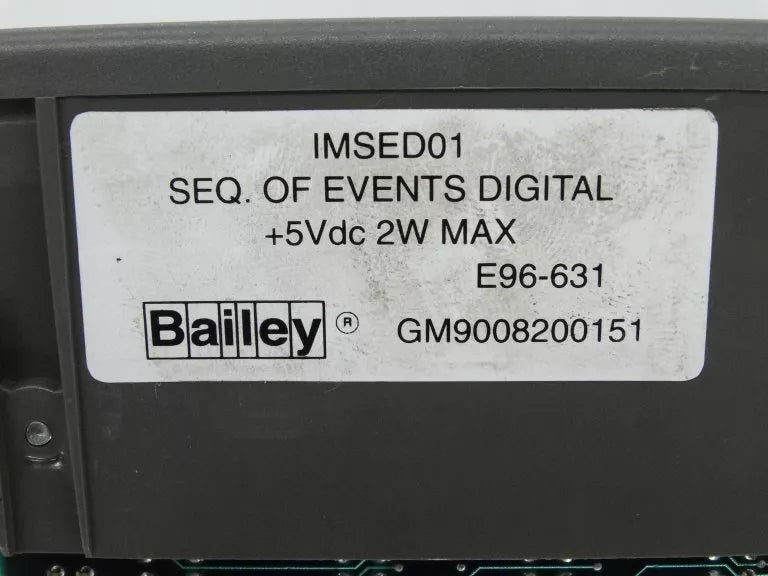 IMSED01
SEQ. OF EVENTS DIGITAL
+5Vdc 2W MAX
E96-631
Bailey ® GM9008200151